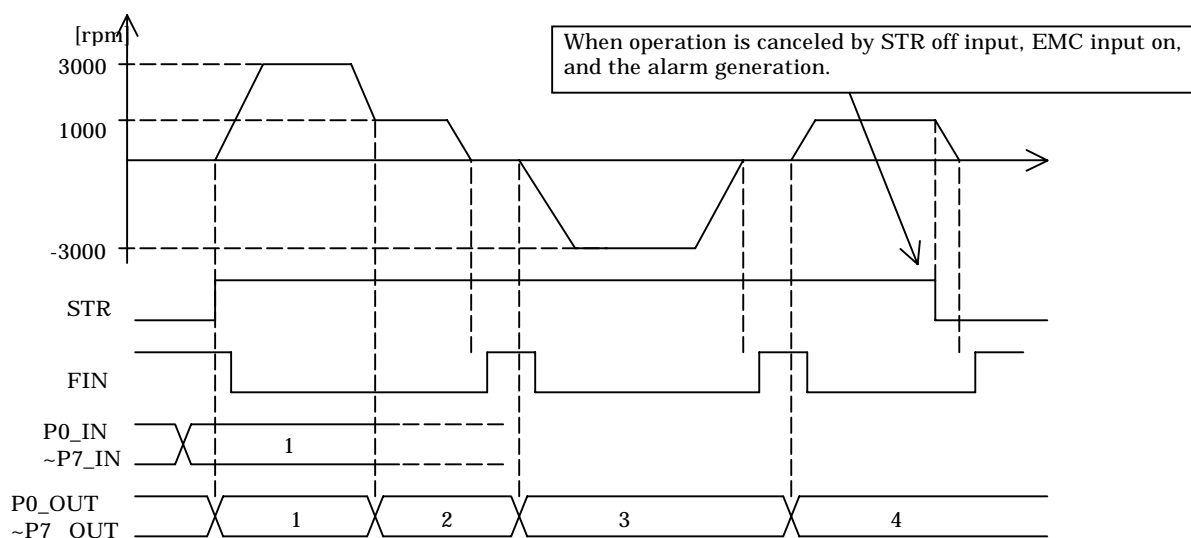 [rpm]
3000
1000
-3000
When operation is canceled by STR off input, EMC input on,
and the alarm generation.
STR
FIN
P0_IN
~P7_IN
1
P0_OUT
~P7 OUT
1
2
3
4